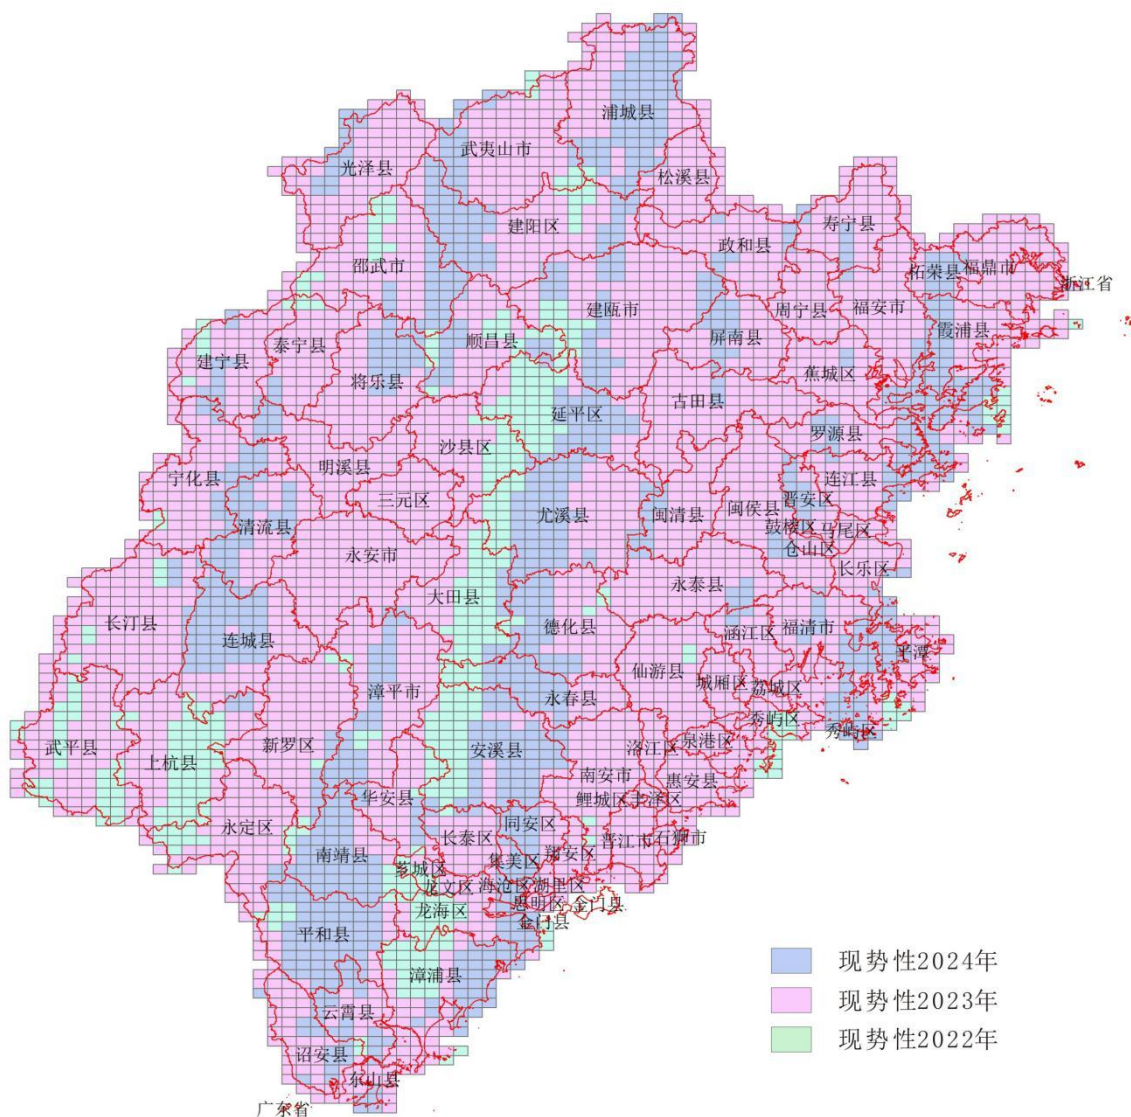 浦城县
武夷山市
光泽县
松溪县
建阳区
寿宁县
政和县
邵武市
柘荣县
福鼎市
浙江省
建瓯市
周宁县
福安市
霞浦县
顺昌县
屏南县
泰宁县
建宁县
将乐县
蕉城区
古田县
延平区
罗源县
沙县区
明溪县
宁化县
连江县
三元区
晋安区
清流县
尤溪县
闽清县
闽侯县
鼓楼区
马尾区
仓山区
永安市
长乐区
永泰县
大田县
长汀县
德化县
涵江区
福清市
连城县
平潭
仙游县
城厢区
荔城区
漳平市
永春县
秀屿区
秀屿区
武平县
新罗区
上杭县
安溪县
洛江区
泉港区
南安市
惠安县
华安县
鲤城区
丰泽区
永定区
同安区
长泰区
晋江市
石狮市
南靖县
集美区
翔安区
芗城区
龙文区
海沧区
湖里区
思明区
金门县
龙海区
金门县
平和县
漳浦县
云霄县
诏安县
东山县
广东省
现势性2024年
现势性2023年
现势性2022年